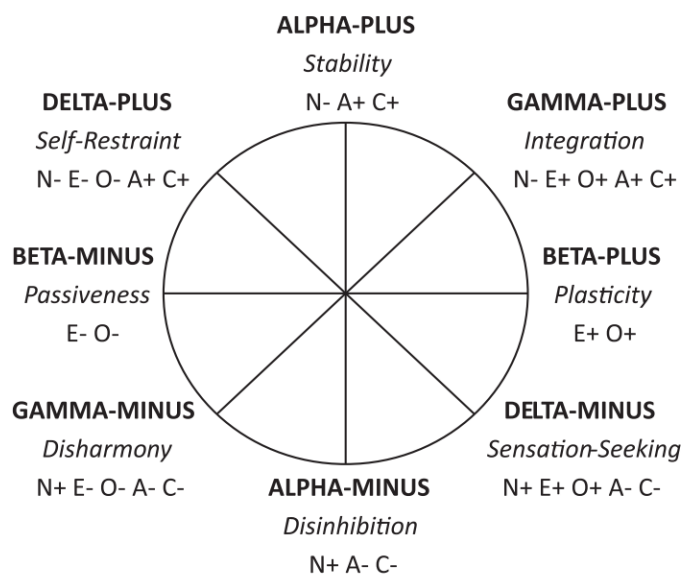 ALPHA-PLUS
Stability
N- A+ C+
DELTA-PLUS
Self-Restraint
N- E- O- A+ C+
GAMMA-PLUS
Integration
N- E+ O+ A+ C+
BETA-MINUS
Passiveness
E- O-
BETA-PLUS
Plasticity
E+ O+
GAMMA-MINUS
Disharmony
N+ E- O- A- C-
DELTA-MINUS
Sensation-Seeking
N+ E+ O+ A- C-
ALPHA-MINUS
Disinhibition
N+ A- C-